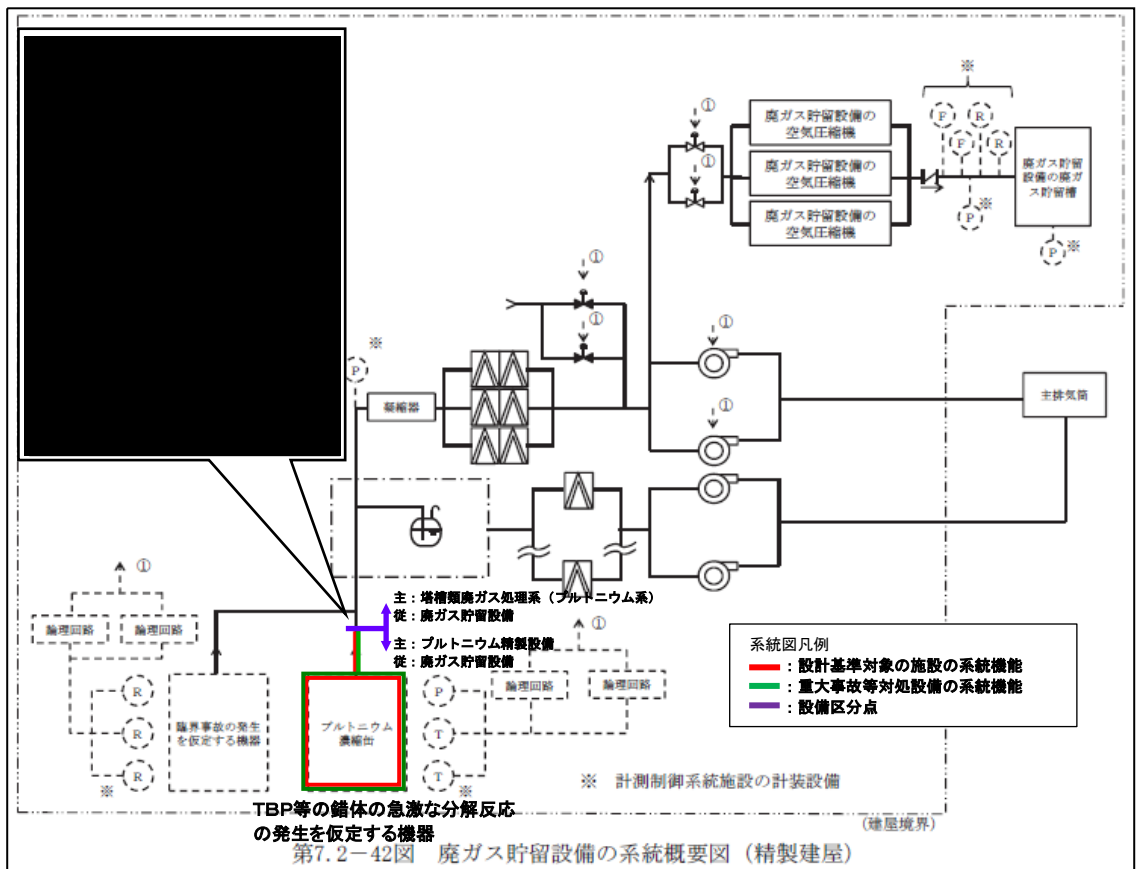 ※
①
①
廃ガス貯留設備の
空気圧縮機
廃ガス貯留設備の
空気圧縮機
廃ガス貯留設備の
空気圧縮機
F
R
F
R
P
※
廃ガス貯留
設備の廃ガ
ス貯留槽
P
※
①
①
※
P
凝縮器
①
①
主排気筒
①
論理回路
論理回路
主：塔槽類廃ガス処理系（プルトニウム系）
従：廃ガス貯留設備
主：プルトニウム精製設備
従：廃ガス貯留設備
①
論理回路
論理回路
R
R
R
※
臨界事故の発生
を仮定する機器
プルトニウム
濃縮缶
P
T
T
※
系統図凡例
：設計基準対象の施設の系統機能
：重大事故等対処設備の系統機能
：設備区分点
※　計測制御系統施設の計装設備
TBP等の錯体の急激な分解反応
の発生を仮定する機器
(建屋境界)
第7.2－42図　廃ガス貯留設備の系統概要図（精製建屋）